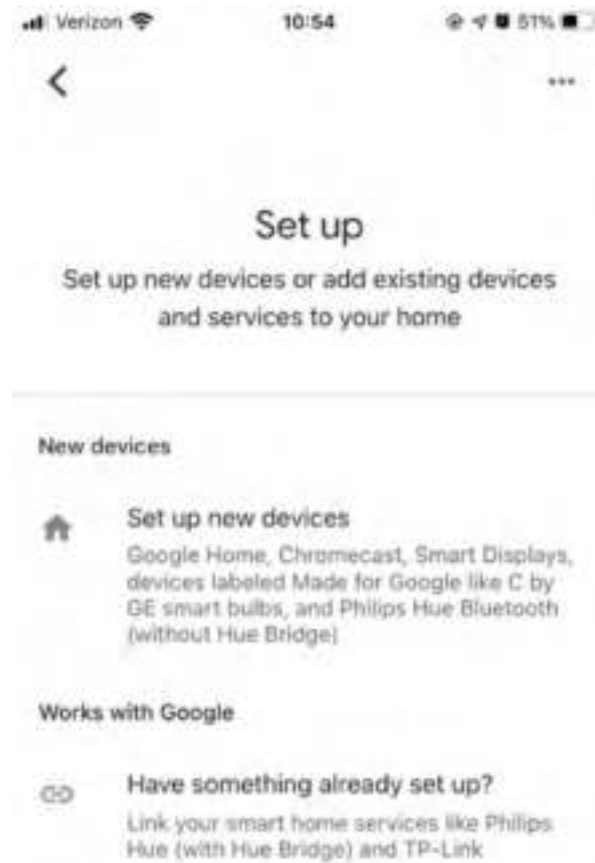 Verizon 10:54 51%
Set up
Set up new devices or add existing devices
and services to your home
New devices
Set up new devices
Google Home, Chromecast, Smart Displays,
devices labeled Made for Google like C by
GE smart bulbs, and Philips Hue Bluetooth
(without Hue Bridge)
Works with Google
Have something already set up?
Link your smart home services like Philips
Hue (with Hue Bridge) and TP-Link